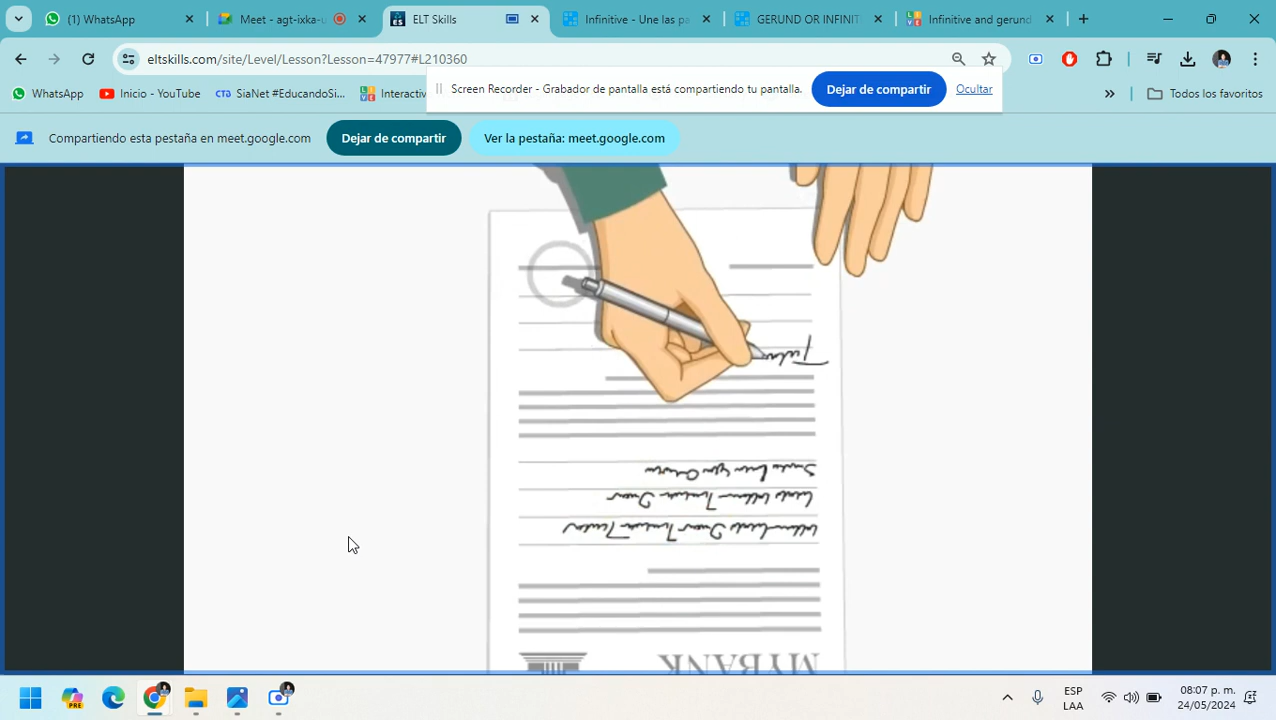 (1) WhatsApp
Meet - agt-ixka-u
ELT Skills
Infinitive - Une las pa
GERUND OR INFINIT
Infinitive and gerund
eltskills.com/site/Level/Lesson?Lesson=47977#L210360
Screen Recorder - Grabador de pantalla está compartiendo tu pantalla.
Dejar de compartir
Ocultar
WhatsApp
Inicio - YouTube
SiaNet #EducandoSi...
Interactiv
»
Todos los favoritos
Compartiendo esta pestaña en meet.google.com
Dejar de compartir
Ver la pestaña: meet.google.com
MYBANK
PRE
ESP
LAA
08:07 p. m.
24/05/2024